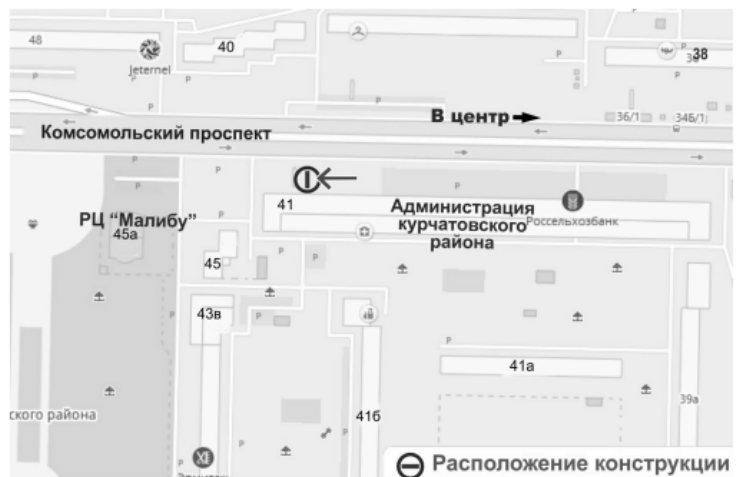 48
40
Jeternel
38
P
В центр
36/1
34Б/1
Комсомольский проспект
P
41
Администрация
курчатовского
района
Россельхозбанк
РЦ “Малибу”
45а
45
43в
41а
41б
39а
ского района
Расположение конструкции